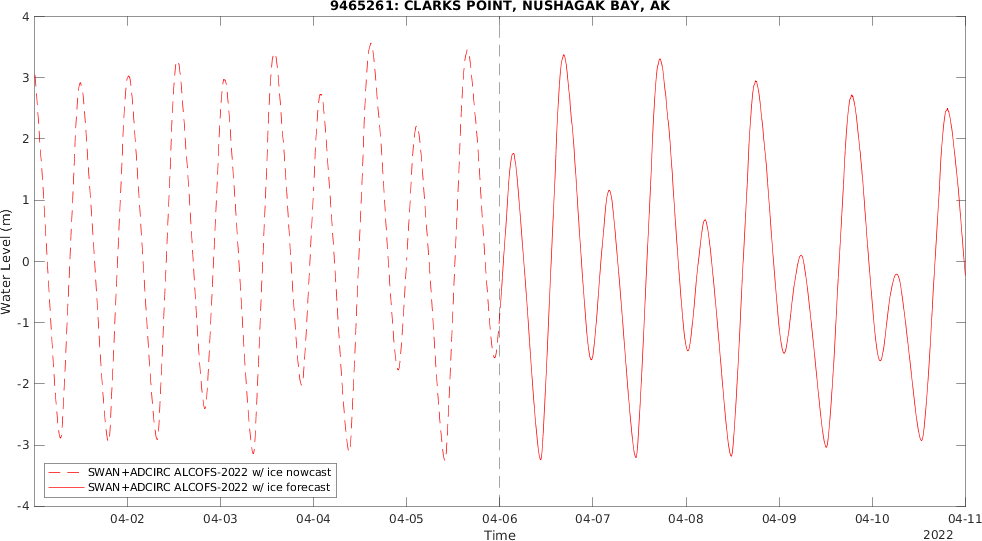 9465261: CLARKS POINT, NUSHAGAK BAY, AK
Water Level (m)
4
3
2
1
0
-1
-2
-3
-4
SWAN+ADCIRC ALCOFS-2022 w/ ice nowcast
SWAN+ADCIRC ALCOFS-2022 w/ ice forecast
04-02 04-03 04-04 04-05 04-06 04-07 04-08 04-09 04-10 04-11
Time
2022